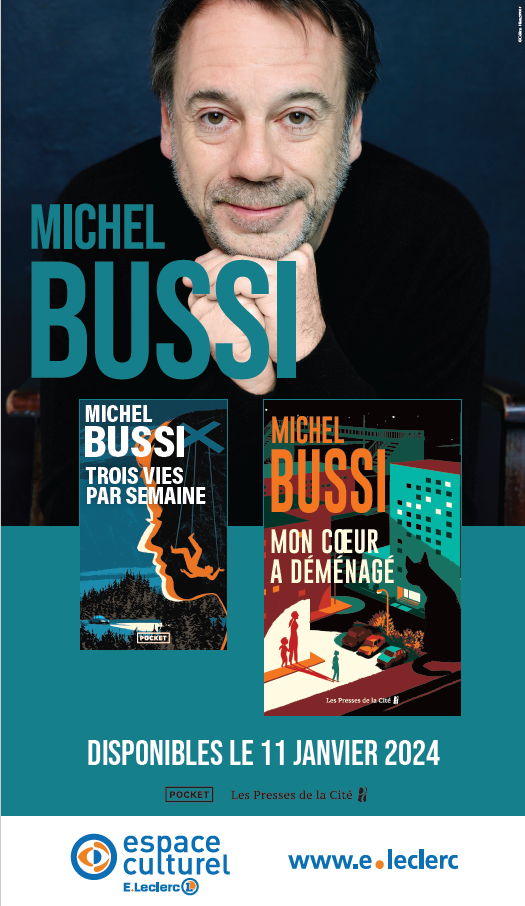 MICHEL
BUSSI
MICHEL
BUSSI
TROIS VIES
PAR SEMAINE
POCKET
MICHEL
BUSSI
MON CŒUR
A DÉMÉNAGÉ
Les Presses de la Cité
DISPONIBLES LE 11 JANVIER 2024
POCKET Les Presses de la Cité
espace
culturel
E.Leclerc L
www.e.leclerc